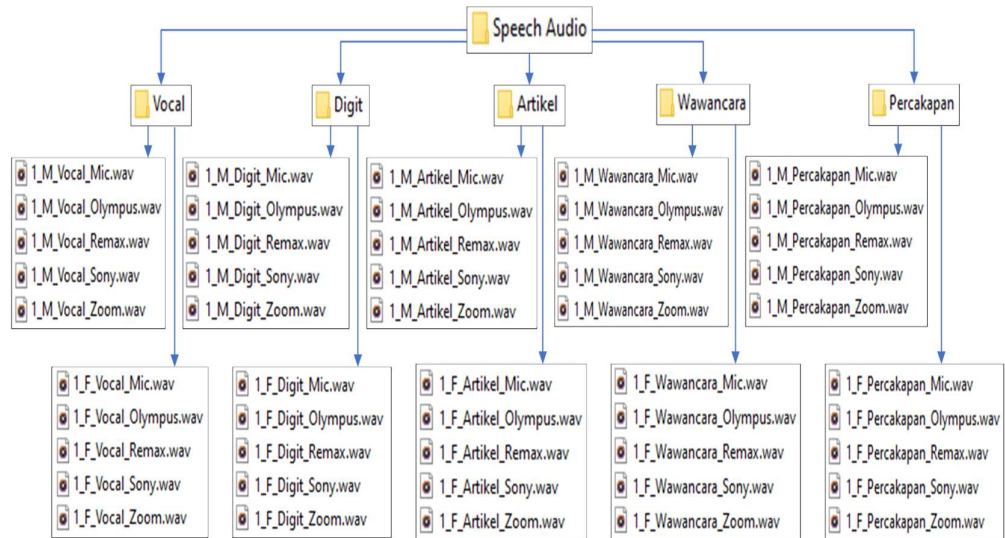 Speech Audio
Vocal
Digit
Artikel
Wawancara
Percakapan
1_M_Vocal_Mic.wav
1_M_Vocal_Olympus.wav
1_M_Vocal_Remax.wav
1_M_Vocal_Sony.wav
1_M_Vocal_Zoom.wav
1_M_Digit_Mic.wav
1_M_Digit_Olympus.wav
1_M_Digit_Remax.wav
1_M_Digit_Sony.wav
1_M_Digit_Zoom.wav
1_M_Artikel_Mic.wav
1_M_Artikel_Olympus.wav
1_M_Artikel_Remax.wav
1_M_Artikel_Sony.wav
1_M_Artikel_Zoom.wav
1_M_Wawancara_Mic.wav
1_M_Wawancara_Olympus.wav
1_M_Wawancara_Remax.wav
1_M_Wawancara_Sony.wav
1_M_Wawancara_Zoom.wav
1_M_Percakapan_Mic.wav
1_M_Percakapan_Olympus.wav
1_M_Percakapan_Remax.wav
1_M_Percakapan_Sony.wav
1_M_Percakapan_Zoom.wav
1_F_Vocal_Mic.wav
1_F_Vocal_Olympus.wav
1_F_Vocal_Remax.wav
1_F_Vocal_Sony.wav
1_F_Vocal_Zoom.wav
1_F_Digit_Mic.wav
1_F_Digit_Olympus.wav
1_F_Digit_Remax.wav
1_F_Digit_Sony.wav
1_F_Digit_Zoom.wav
1_F_Artikel_Mic.wav
1_F_Artikel_Olympus.wav
1_F_Artikel_Remax.wav
1_F_Artikel_Sony.wav
1_F_Artikel_Zoom.wav
1_F_Wawancara_Mic.wav
1_F_Wawancara_Olympus.wav
1_F_Wawancara_Remax.wav
1_F_Wawancara_Sony.wav
1_F_Wawancara_Zoom.wav
1_F_Percakapan_Mic.wav
1_F_Percakapan_Olympus.wav
1_F_Percakapan_Remax.wav
1_F_Percakapan_Sony.wav
1_F_Percakapan_Zoom.wav